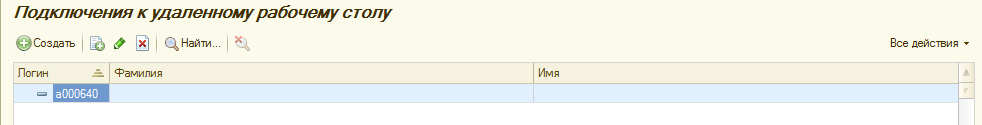 Подключения к удаленному рабочему столу
Создать Найти... Все действия
Логин Фамилия Имя
a000640